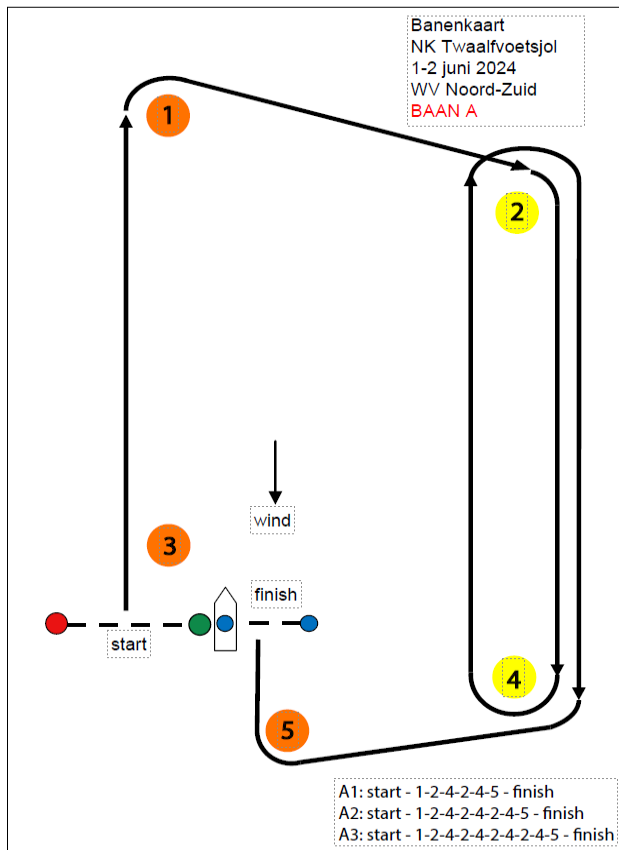 Banenkaart
NK Twaalfvoetsjol
1-2 juni 2024
WV Noord-Zuid
BAAN A
1
2
wind
3
finish
start
4
5
A1: start - 1-2-4-2-4-5 - finish
A2: start - 1-2-4-2-4-2-4-5 - finish
A3: start - 1-2-4-2-4-2-4-2-4-5 - finish